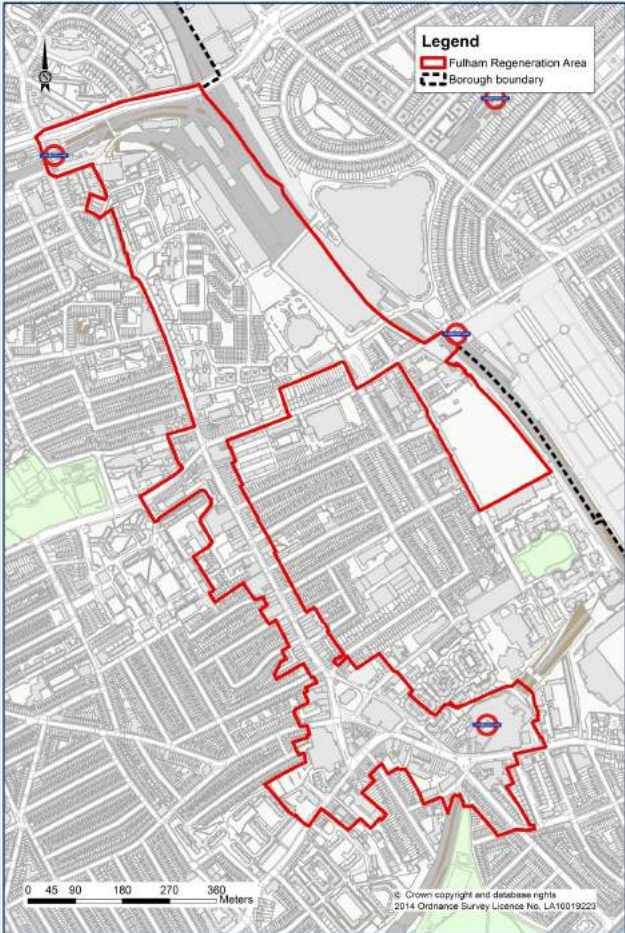 Legend
Fulham Regeneration Area
Borough boundary
0 45 90 180 270 360
Meters
© Crown copyright and database rights
2014 Ordnance Survey Licence No. LA10019223